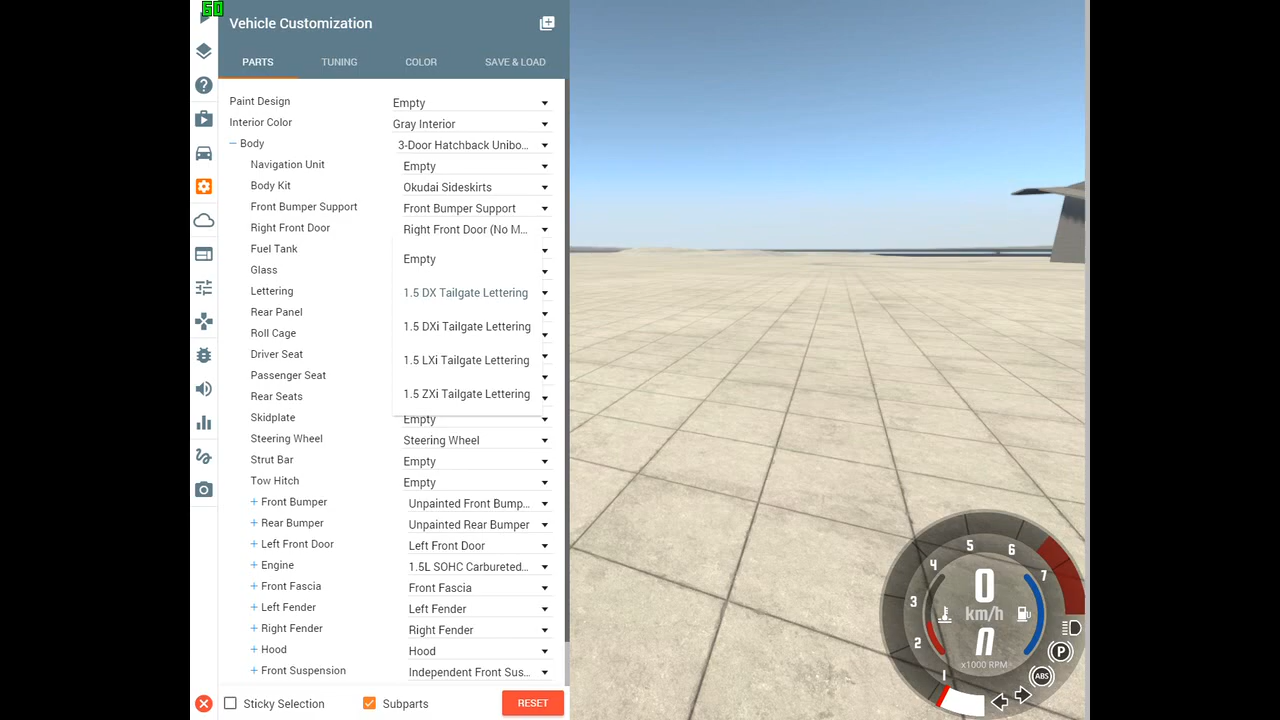 60
Vehicle Customization
PARTS TUNING COLOR SAVE & LOAD
Paint Design Empty
Interior Color Gray Interior
Body 3-Door Hatchback Unibo...
Navigation Unit Empty
Body Kit Okudai Sideskirts
Front Bumper Support Front Bumper Support
Right Front Door Right Front Door (No M...
Fuel Tank
Empty
Glass
Lettering 1.5 DX Tailgate Lettering
Rear Panel
1.5 DXi Tailgate Lettering
Roll Cage
Driver Seat 1.5 LXi Tailgate Lettering
Passenger Seat
Rear Seats 1.5 ZXi Tailgate Lettering
Skidplate Empty
Steering Wheel Steering Wheel
Strut Bar Empty
Tow Hitch Empty
+ Front Bumper Unpainted Front Bump...
+ Rear Bumper Unpainted Rear Bumper
+ Left Front Door Left Front Door
+ Engine 1.5L SOHC Carbureted...
+ Front Fascia Front Fascia
+ Left Fender Left Fender
+ Right Fender Right Fender
+ Hood Hood
+ Front Suspension Independent Front Sus...
Sticky Selection Subparts RESET
1 2 3 4 5 6 7
0
km/h
n
x1000 RPM
P
ABS